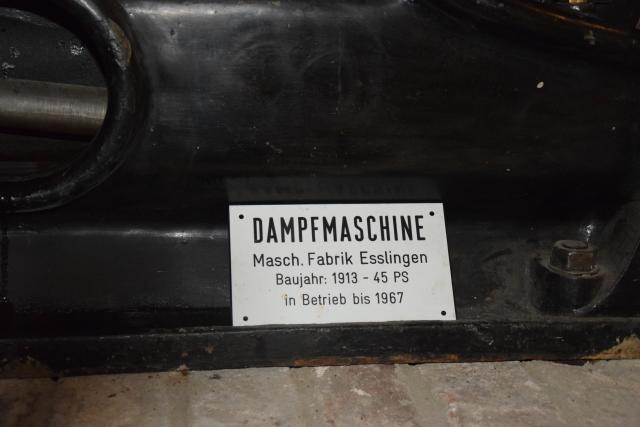 DAMPFMASCHINE
Masch. Fabrik Esslingen
Baujahr: 1913 - 45 PS
in Betrieb bis 1967